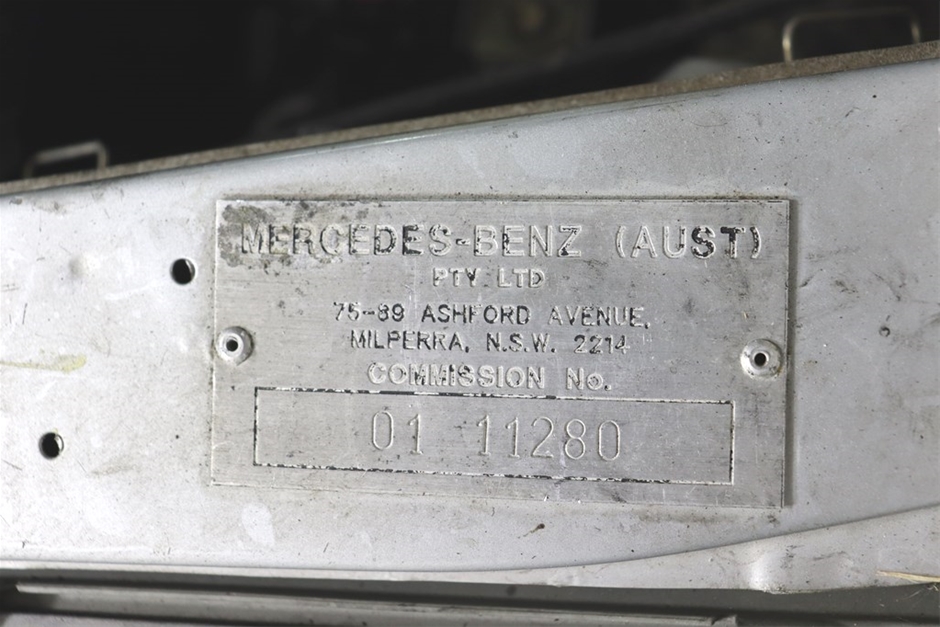 MERCEDES-BENZ (AUST)
PTY. LTD
75-89 ASHFORD AVENUE,
MILPERRA, N.S.W. 2214
COMMISSION No.
01 11280